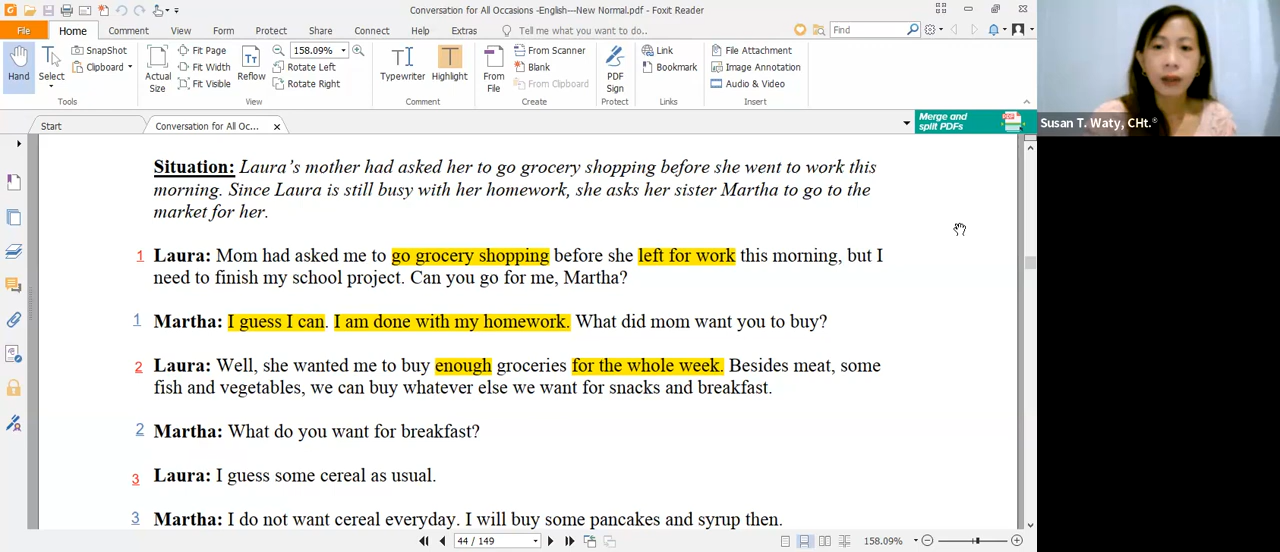 Conversation for All Occasions -English---New Normal.pdf - Foxit Reader
File Home Comment View Form Protect Share Connect Help Extras Tell me what you want to do.. Find
Hand
Select
SnapShot
Clipboard
Tools
Actual Size
Fit Page
Fit Width
Fit Visible
Reflow
158.09%
Rotate Left
Rotate Right
View
Typewriter
Highlight
Comment
From File
From Scanner
Blank
From Clipboard
Create
PDF Sign
Protect
Link
Bookmark
Links
File Attachment
Image Annotation
Audio & Video
Insert
Start
Conversation for All Oc...
Merge and
split PDFs
Susan T. Waty, CHt.®
Situation: Laura's mother had asked her to go grocery shopping before she went to work this
morning. Since Laura is still busy with her homework, she asks her sister Martha to go to the
market for her.
1 Laura: Mom had asked me to go grocery shopping before she left for work this morning, but I
need to finish my school project. Can you go for me, Martha?
1 Martha: I guess I can. I am done with my homework. What did mom want you to buy?
2 Laura: Well, she wanted me to buy enough groceries for the whole week. Besides meat, some
fish and vegetables, we can buy whatever else we want for snacks and breakfast.
2 Martha: What do you want for breakfast?
3 Laura: I guess some cereal as usual.
3 Martha: I do not want cereal everyday. I will buy some pancakes and syrup then.
44 / 149
158.09%